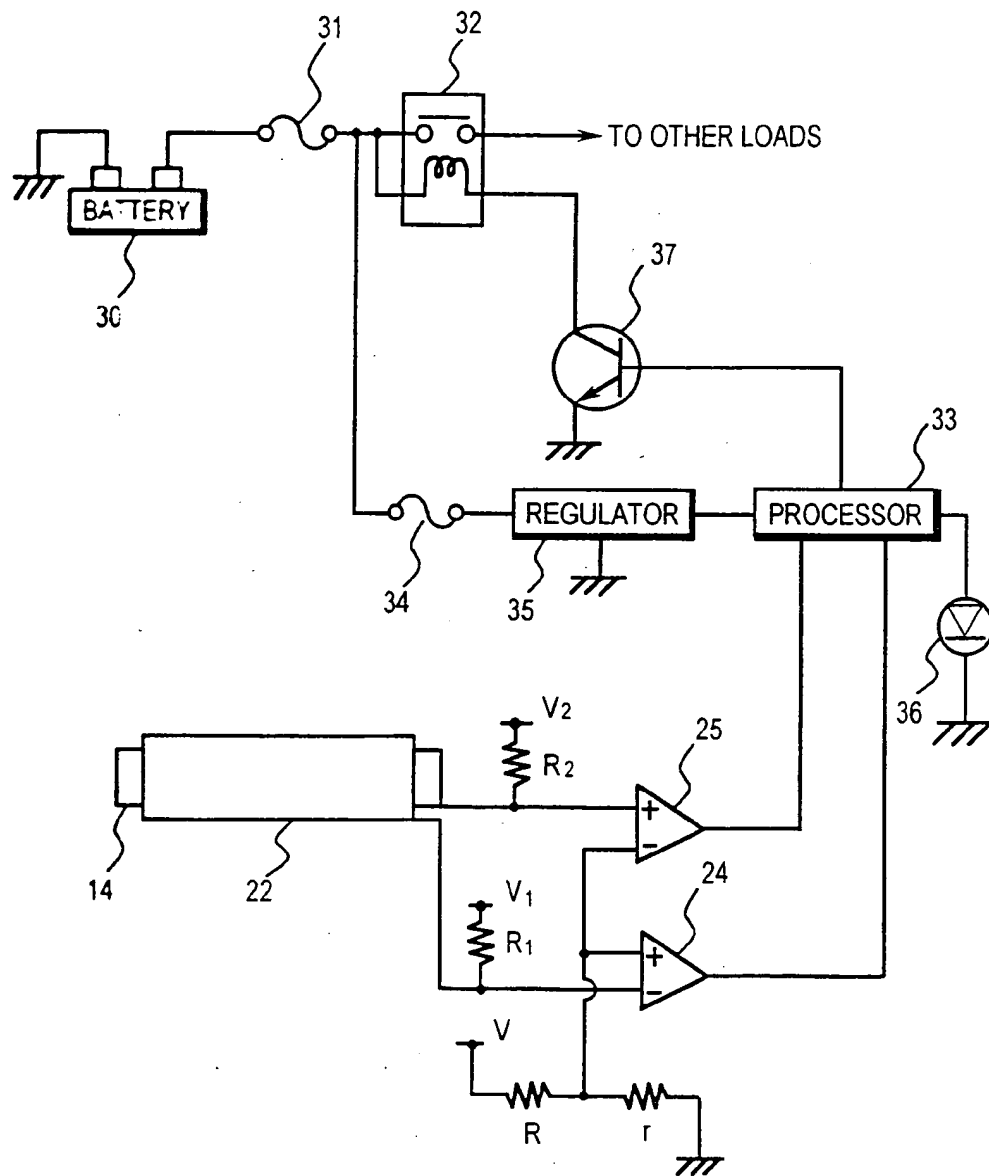 31
32
TO OTHER LOADS
BATTERY
30
37
33
REGULATOR
PROCESSOR
34
35
36
V2
R2
25
14
22
V1
R1
24
V
R
r
+
−
+
−